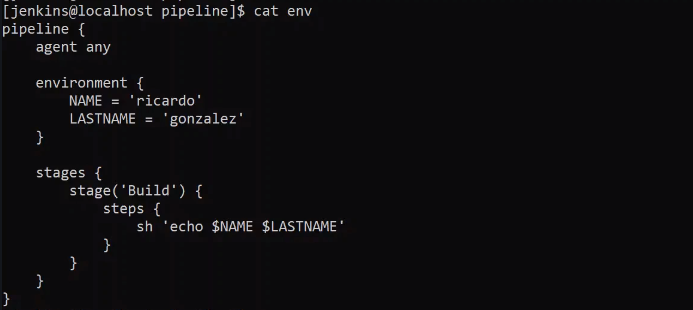 [jenkins@localhost pipeline]$ cat env
pipeline {
    agent any

    environment {
        NAME = 'ricardo'
        LASTNAME = 'gonzalez'
    }

    stages {
        stage('Build') {
            steps {
                sh 'echo $NAME $LASTNAME'
            }
        }
    }
}